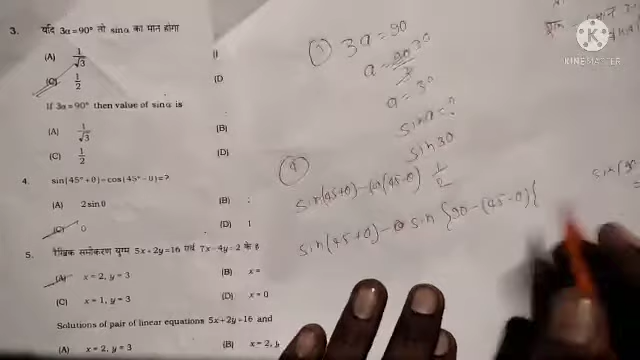 3. यदि 3α=90° तो sinα का मान होगा
(A) 1/√3
(C) 1/2 (D
If 3α=90° then value of sinα is
(A) 1/√3 (B)
(C) 1/2 (D)
4. sin(45°+θ)-cos(45°-θ)=?
(A) 2sinθ (B)
(C) 0 (D) 1
5. रैखिक समीकरण युग्म 5x+2y=16 एवं 7x-4y=2 के ह
(A) x=2, y=3 (B) x=
(C) x=1, y=3 (D) x=0
Solutions of pair of linear equations 5x+2y=16 and
(A) x=2, y=3 (B) x=2, y
3a=90
a=90 30/3
a=30
sina=?
sin30
1/2
4
sin(45+θ)-cos(45-θ)
sin(45+θ)- sin{90-(45-θ){
sin(90
KINEMASTER